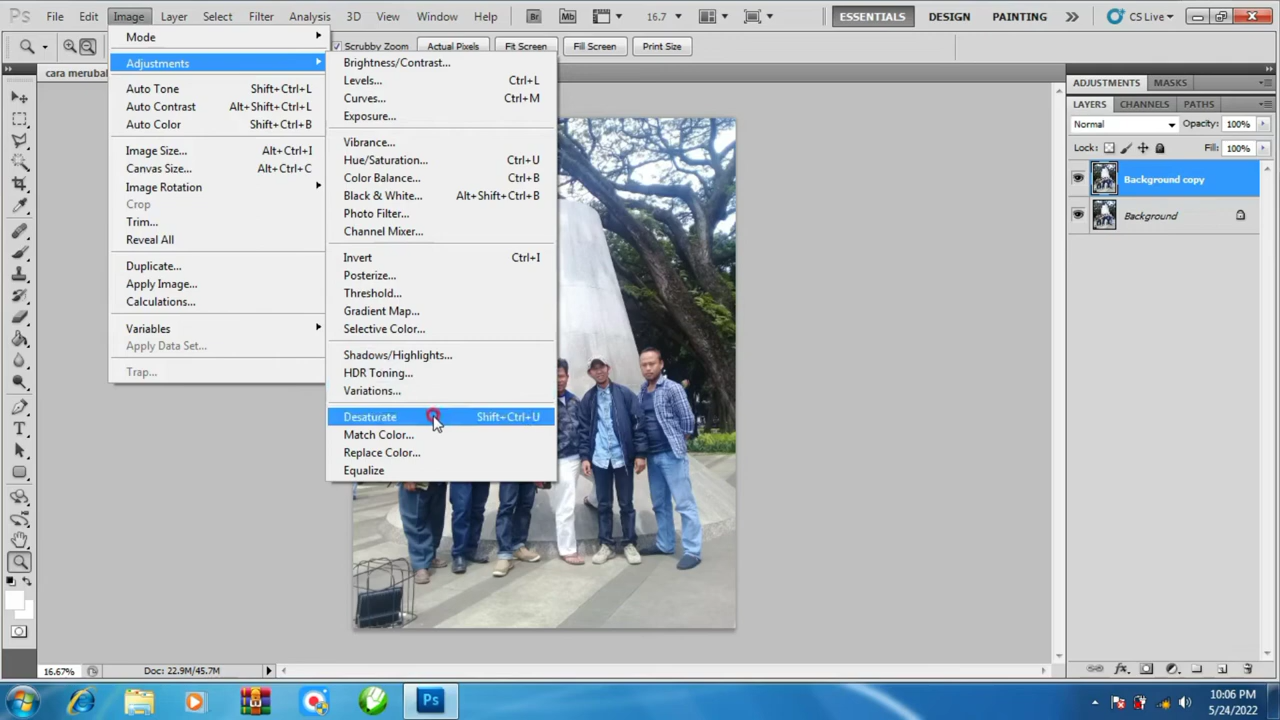 Ps File Edit Image Layer Select Filter Analysis 3D View Window Help Br Mb 16.7 ESSENTIALS DESIGN PAINTING CS Live
Scrubby Zoom Actual Pixels Fit Screen Fill Screen Print Size
cara merubal
Mode
Adjustments
Auto Tone Shift+Ctrl+L
Auto Contrast Alt+Shift+Ctrl+L
Auto Color Shift+Ctrl+B
Image Size... Alt+Ctrl+I
Canvas Size... Alt+Ctrl+C
Image Rotation
Crop
Trim...
Reveal All
Duplicate...
Apply Image...
Calculations...
Variables
Apply Data Set...
Trap...
Brightness/Contrast...
Levels... Ctrl+L
Curves... Ctrl+M
Exposure...
Vibrance...
Hue/Saturation... Ctrl+U
Color Balance... Ctrl+B
Black & White... Alt+Shift+Ctrl+B
Photo Filter...
Channel Mixer...
Invert Ctrl+I
Posterize...
Threshold...
Gradient Map...
Selective Color...
Shadows/Highlights...
HDR Toning...
Variations...
Desaturate Shift+Ctrl+U
Match Color...
Replace Color...
Equalize
ADJUSTMENTS MASKS
LAYERS CHANNELS PATHS
Normal Opacity: 100%
Lock: Fill: 100%
Background copy
Background
16.67% Doc: 22.9M/45.7M
Ps
10:06 PM
5/24/2022